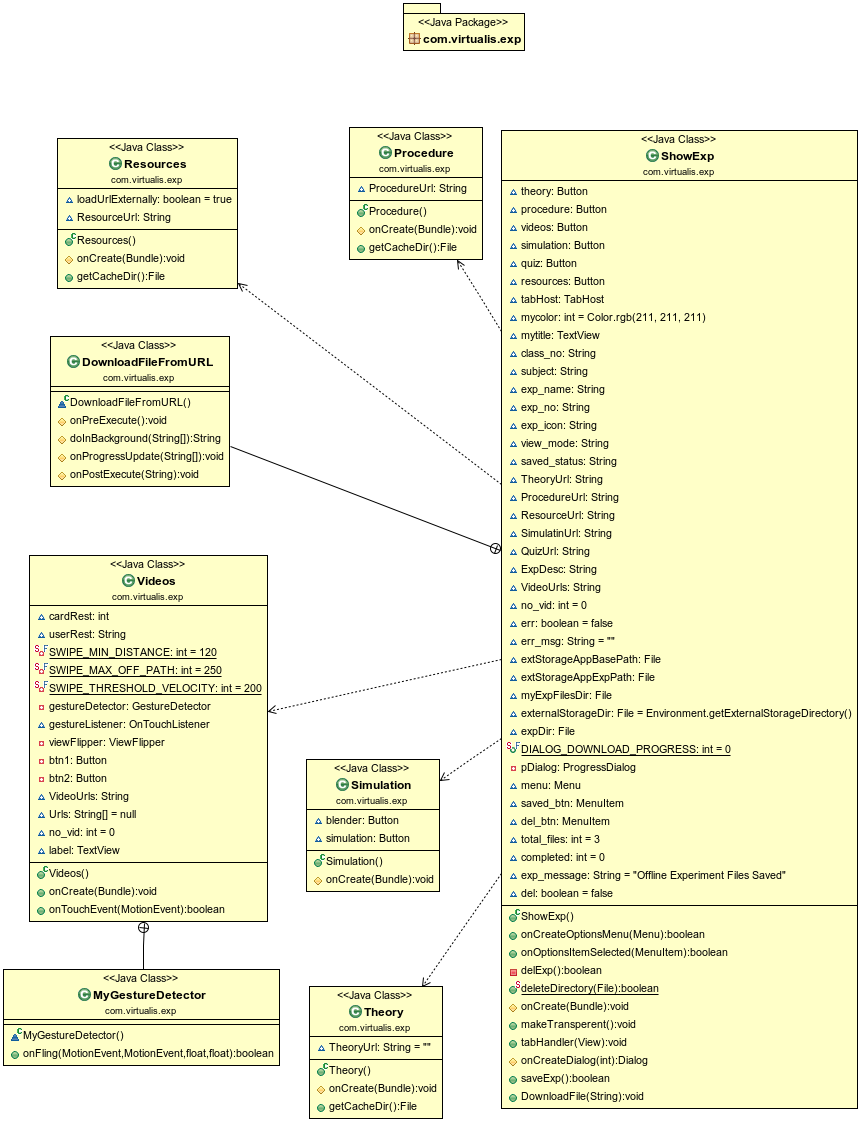 <<Java Package>>
com.virtualis.exp
<<Java Class>>
Resources
com.virtualis.exp
loadUrlExternally: boolean = true
ResourceUrl: String
Resources()
onCreate(Bundle):void
getCacheDir():File
<<Java Class>>
Procedure
com.virtualis.exp
ProcedureUrl: String
Procedure()
onCreate(Bundle):void
getCacheDir():File
<<Java Class>>
ShowExp
com.virtualis.exp
theory: Button
procedure: Button
videos: Button
simulation: Button
quiz: Button
resources: Button
tabHost: TabHost
mycolor: int = Color.rgb(211, 211, 211)
mytitle: TextView
class_no: String
subject: String
exp_name: String
exp_no: String
exp_icon: String
view_mode: String
saved_status: String
TheoryUrl: String
ProcedureUrl: String
ResourceUrl: String
SimulatinUrl: String
QuizUrl: String
ExpDesc: String
VideoUrls: String
no_vid: int = 0
err: boolean = false
err_msg: String = ""
extStorageAppBasePath: File
extStorageAppExpPath: File
myExpFilesDir: File
externalStorageDir: File = Environment.getExternalStorageDirectory()
expDir: File
DIALOG_DOWNLOAD_PROGRESS: int = 0
pDialog: ProgressDialog
menu: Menu
saved_btn: MenuItem
del_btn: MenuItem
total_files: int = 3
completed: int = 0
exp_message: String = "Offline Experiment Files Saved"
del: boolean = false
ShowExp()
onCreateOptionsMenu(Menu):boolean
onOptionsItemSelected(MenuItem):boolean
delExp():boolean
deleteDirectory(File):boolean
onCreate(Bundle):void
makeTransperent():void
tabHandler(View):void
onCreateDialog(int):Dialog
saveExp():boolean
DownloadFile(String):void
<<Java Class>>
DownloadFileFromURL
com.virtualis.exp
DownloadFileFromURL()
onPreExecute():void
doInBackground(String[]):String
onProgressUpdate(String[]):void
onPostExecute(String):void
<<Java Class>>
Videos
com.virtualis.exp
cardRest: int
userRest: String
SWIPE_MIN_DISTANCE: int = 120
SWIPE_MAX_OFF_PATH: int = 250
SWIPE_THRESHOLD_VELOCITY: int = 200
gestureDetector: GestureDetector
gestureListener: OnTouchListener
viewFlipper: ViewFlipper
btn1: Button
btn2: Button
VideoUrls: String
Urls: String[] = null
no_vid: int = 0
label: TextView
Videos()
onCreate(Bundle):void
onTouchEvent(MotionEvent):boolean
<<Java Class>>
Simulation
com.virtualis.exp
blender: Button
simulation: Button
Simulation()
onCreate(Bundle):void
<<Java Class>>
MyGestureDetector
com.virtualis.exp
MyGestureDetector()
onFling(MotionEvent,MotionEvent,float,float):boolean
<<Java Class>>
Theory
com.virtualis.exp
TheoryUrl: String = ""
Theory()
onCreate(Bundle):void
getCacheDir():File